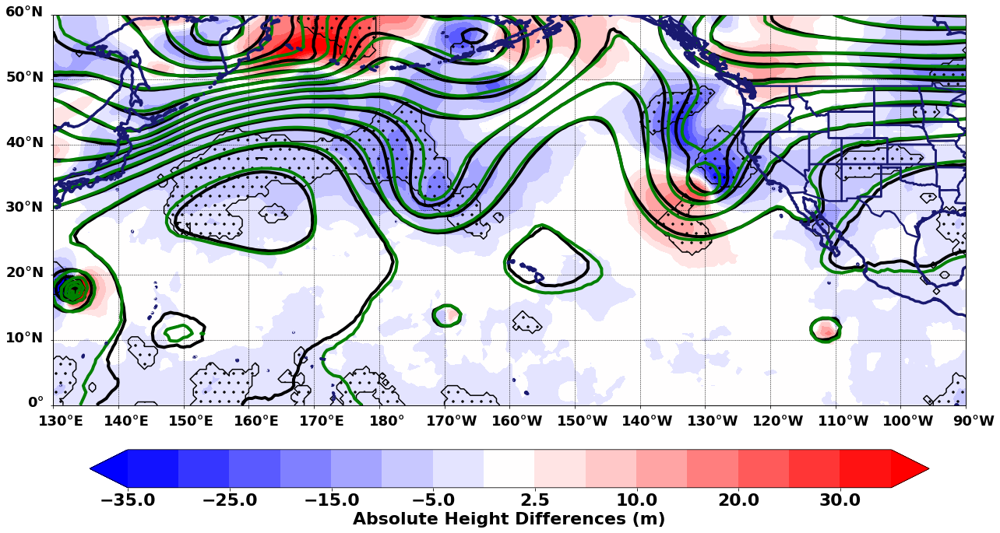 60°N
50°N
40°N
30°N
20°N
10°N
0°
130°E 140°E 150°E 160°E 170°E 180° 170°W 160°W 150°W 140°W 130°W 120°W 110°W 100°W 90°W
−35.0 −25.0 −15.0 −5.0 2.5 10.0 20.0 30.0
Absolute Height Differences (m)